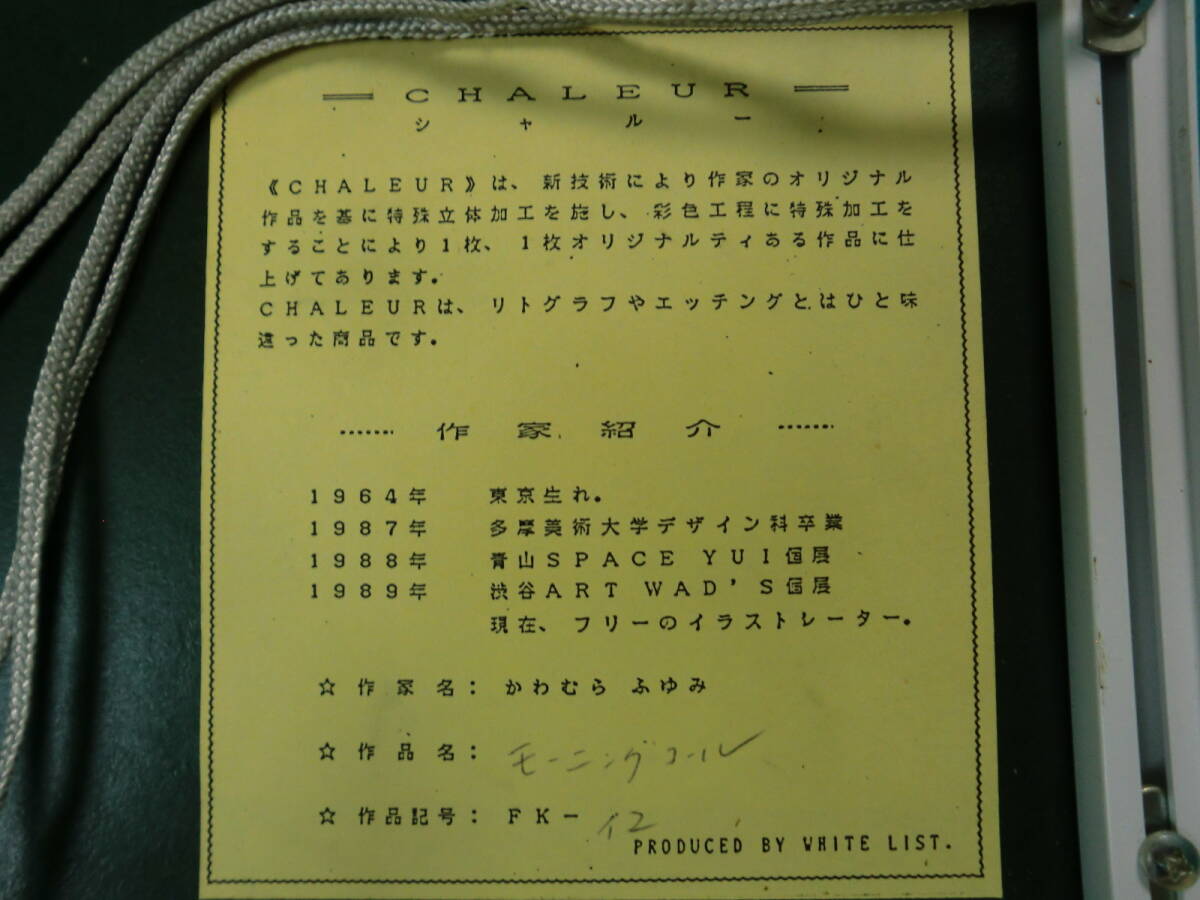 CHALEUR
シャルー
《CHALEUR》は、新技術により作家のオリジナル
作品を基に特殊立体加工を施し、彩色工程に特殊加工を
することにより1枚、1枚オリジナルティある作品に仕
上げてあります。
CHALEURは、リトグラフやエッチングとはひと味
違った商品です。
……作家紹介……
1964年 東京生れ。
1987年 多摩美術大学デザイン科卒業
1988年 青山SPACE YUI個展
1989年 渋谷ART WAD'S個展
現在、フリーのイラストレーター。
☆作家名：かわむら ふゆみ
☆作品名：モーニングコール
☆作品記号：FK-12
PRODUCED BY WHITE LIST.